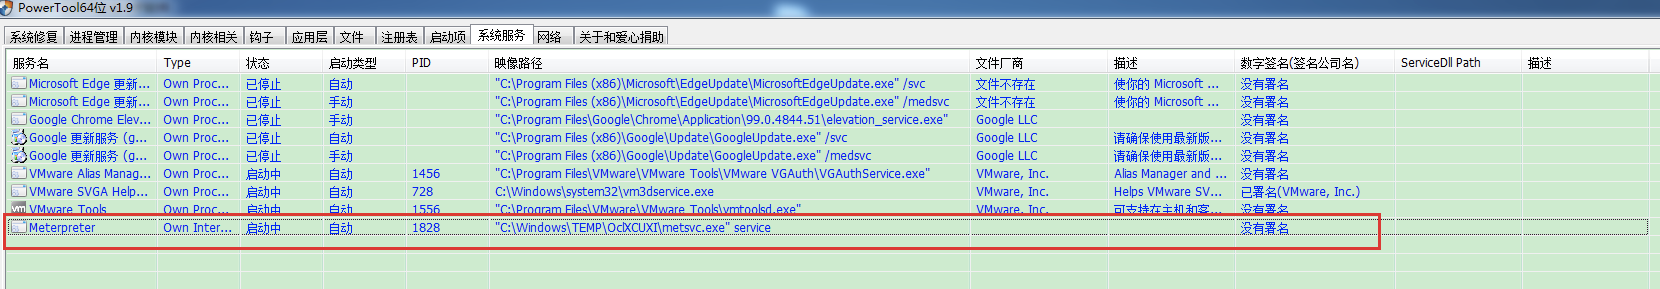 PowerTool64位 v1.9
系统修复 进程管理 内核模块 内核相关 钩子 应用层 文件 注册表 启动项 系统服务 网络 关于和爱心捐助
服务名 Type 状态 启动类型 PID 映像路径 文件厂商 描述 数字签名(签名公司名) ServiceDll Path 描述
Microsoft Edge 更新... Own Proc... 已停止 自动 "C:\Program Files (x86)\Microsoft\EdgeUpdate\MicrosoftEdgeUpdate.exe" /svc 文件不存在 使你的 Microsoft ... 没有署名
Microsoft Edge 更新... Own Proc... 已停止 手动 "C:\Program Files (x86)\Microsoft\EdgeUpdate\MicrosoftEdgeUpdate.exe" /medsvc 文件不存在 使你的 Microsoft ... 没有署名
Google Chrome Elev... Own Proc... 已停止 手动 "C:\Program Files\Google\Chrome\Application\99.0.4844.51\elevation_service.exe" Google LLC 没有署名
Google 更新服务 (g... Own Proc... 已停止 自动 "C:\Program Files (x86)\Google\Update\GoogleUpdate.exe" /svc Google LLC 请确保使用最新版... 没有署名
Google 更新服务 (g... Own Proc... 已停止 手动 "C:\Program Files (x86)\Google\Update\GoogleUpdate.exe" /medsvc Google LLC 请确保使用最新版... 没有署名
VMware Alias Manag... Own Proc... 启动中 自动 1456 "C:\Program Files\VMware\VMware Tools\VMware VGAuth\VGAuthService.exe" VMware, Inc. Alias Manager and ... 没有署名
VMware SVGA Help... Own Proc... 启动中 自动 728 C:\Windows\system32\vm3dservice.exe VMware, Inc. Helps VMware SV... 已署名(VMware, Inc.)
VMware Tools Own Proc... 启动中 自动 1556 "C:\Program Files\VMware\VMware Tools\vmtoolsd.exe" VMware, Inc. 可支持在主机和客... 没有署名
Meterpreter Own Inter... 启动中 自动 1828 "C:\Windows\TEMP\OclXCUXI\metsvc.exe" service 没有署名